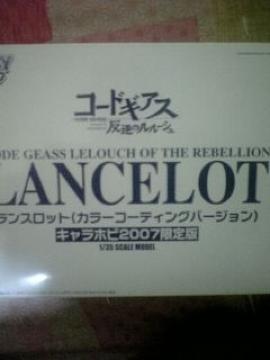 コードギアス
反逆のルルーシュ
ODE GEASS LELOUCH OF THE REBELLION
LANCELOT
ランスロット(カラーコーティングバージョン)
キャラホビ2007限定版
1/35 SCALE MODEL